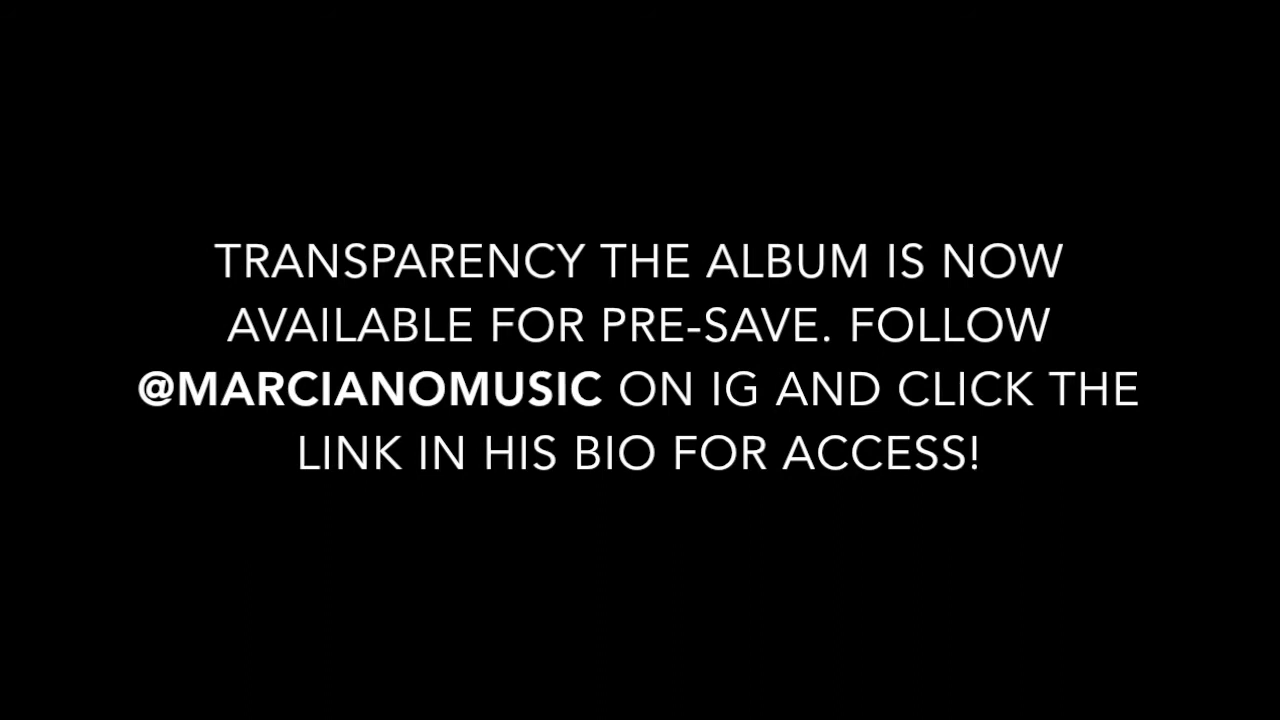 TRANSPARENCY THE ALBUM IS NOW
AVAILABLE FOR PRE-SAVE. FOLLOW
@MARCIANOMUSIC ON IG AND CLICK THE
LINK IN HIS BIO FOR ACCESS!